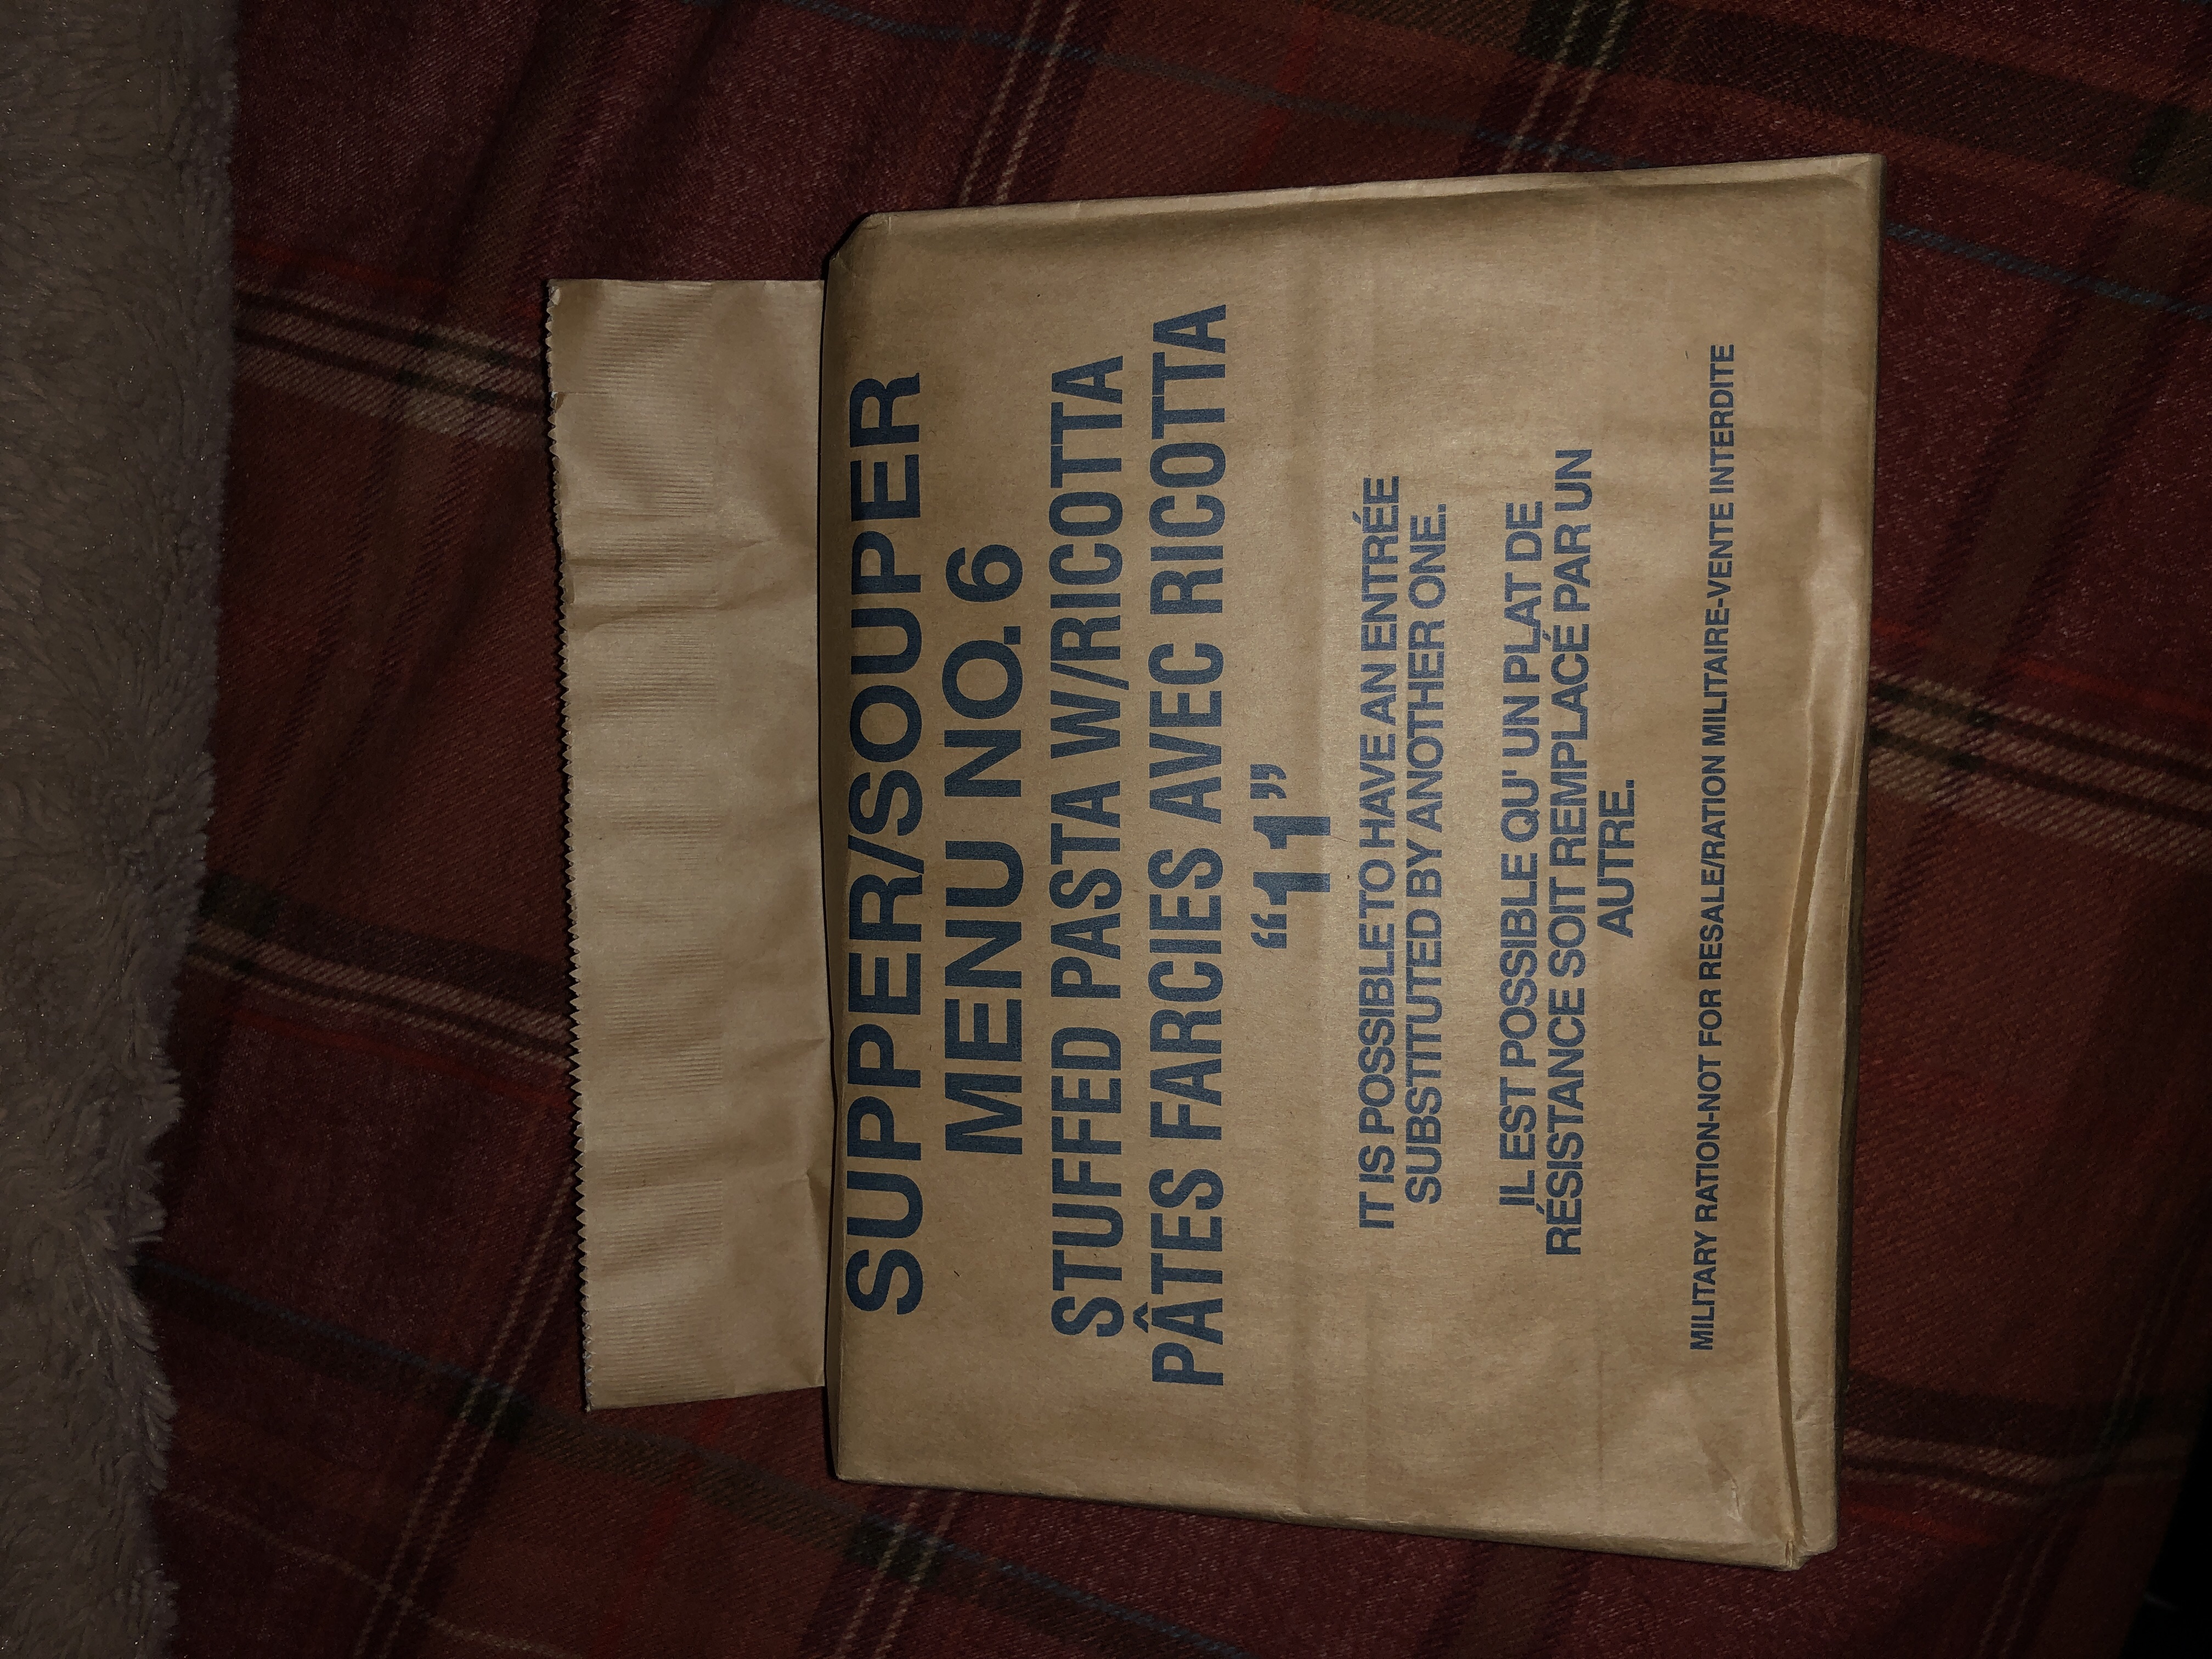 SUPPER/SOUPER
MENU NO. 6
STUFFED PASTA W/RICOTTA
PÂTES FARCIES AVEC RICOTTA
“11”
IT IS POSSIBLE TO HAVE AN ENTRÉE
SUBSTITUTED BY ANOTHER ONE.
IL EST POSSIBLE QU' UN PLAT DE
RÉSISTANCE SOIT REMPLACÉ PAR UN
AUTRE.
MILITARY RATION-NOT FOR RESALE/RATION MILITAIRE-VENTE INTERDITE